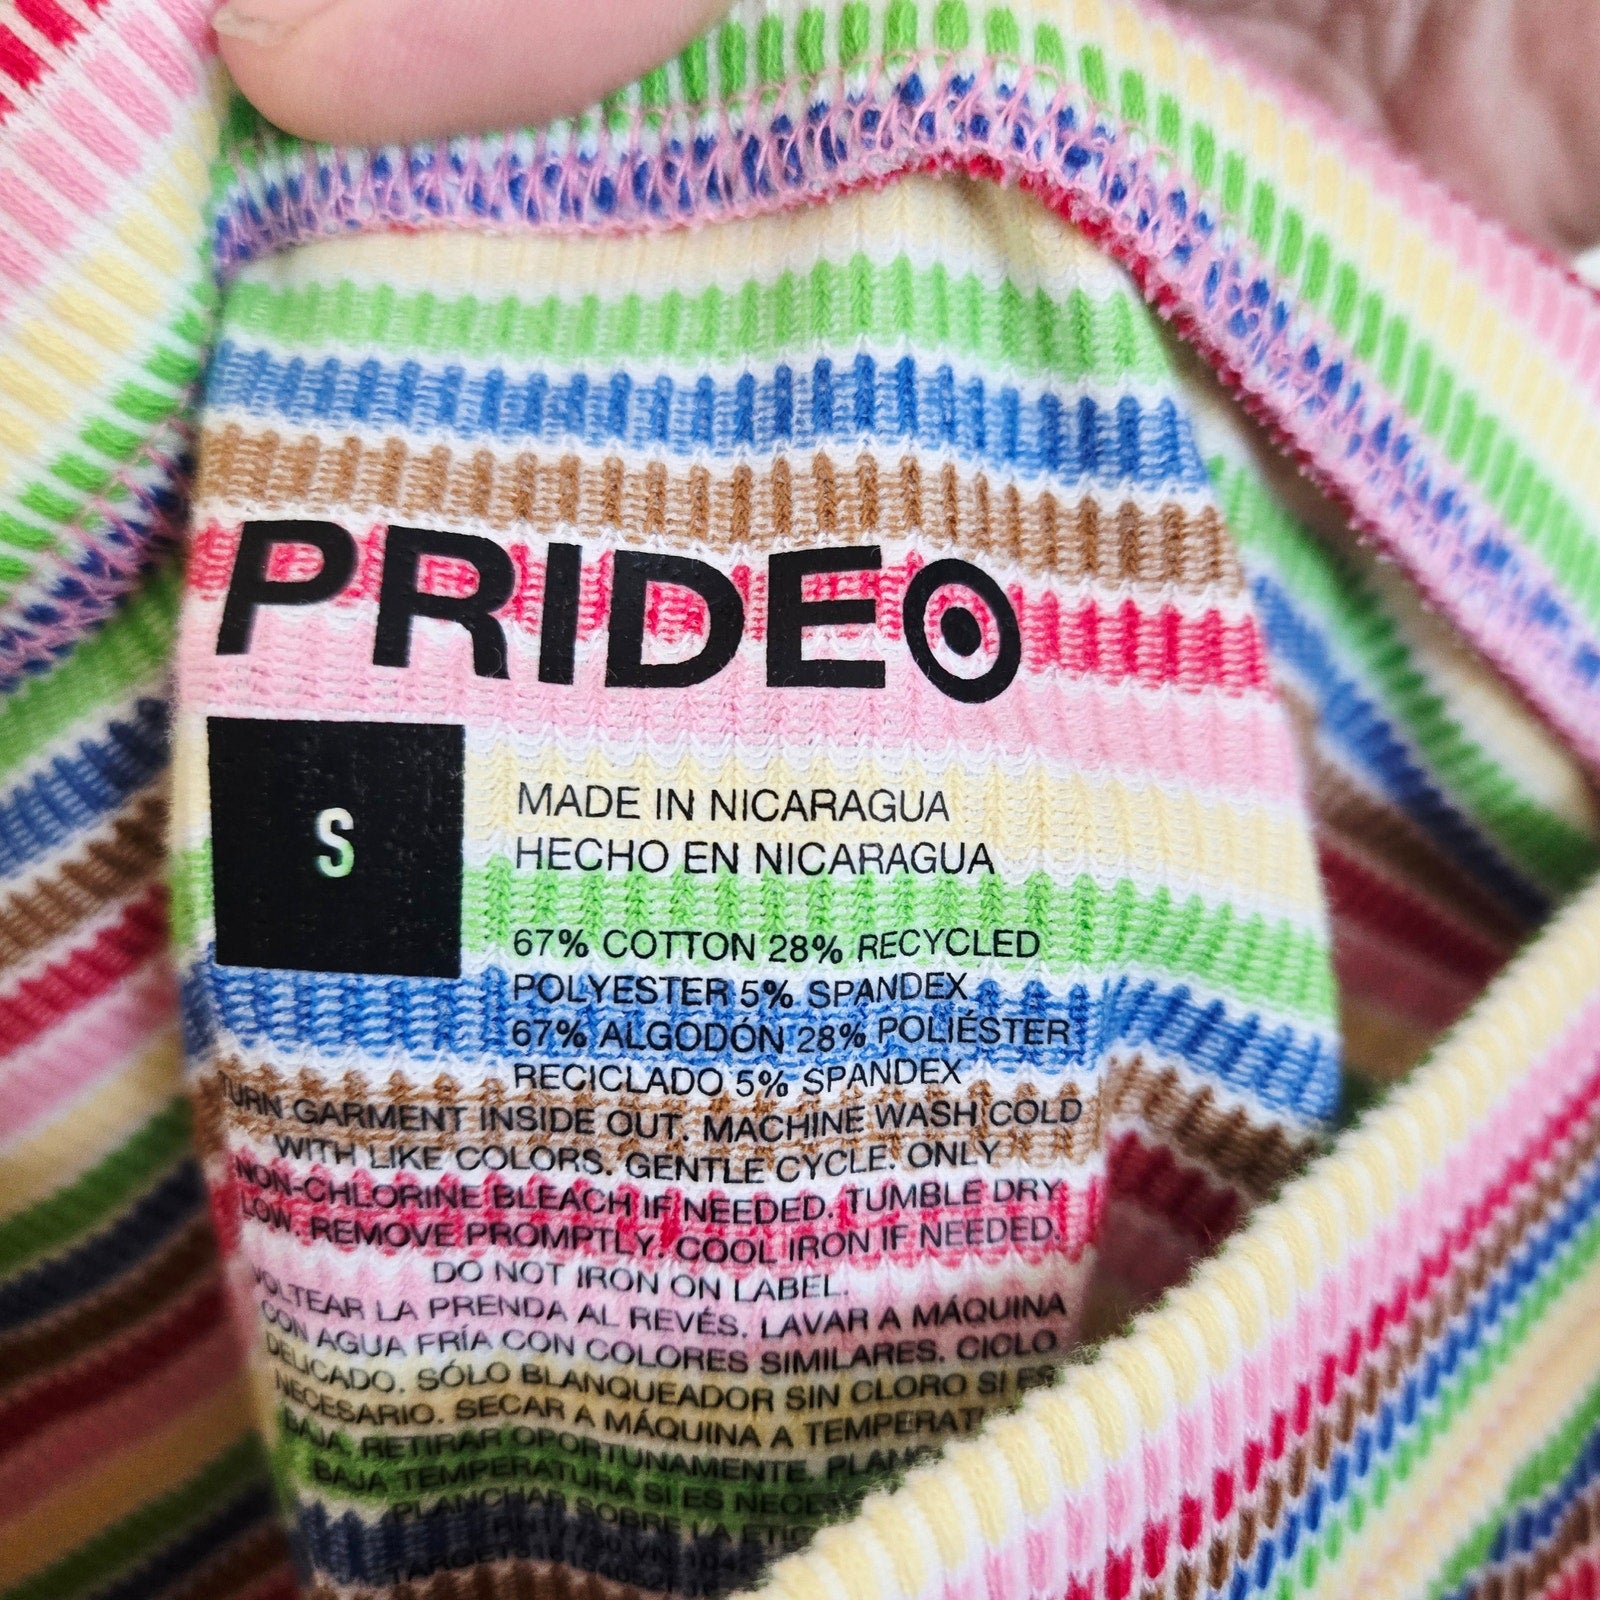 PRIDE
S
MADE IN NICARAGUA
HECHO EN NICARAGUA
67% COTTON 28% RECYCLED
POLYESTER 5% SPANDEX
67% ALGODÓN 28% POLIÉSTER
RECICLADO 5% SPANDEX
TURN GARMENT INSIDE OUT. MACHINE WASH COLD
WITH LIKE COLORS. GENTLE CYCLE. ONLY
NON-CHLORINE BLEACH IF NEEDED. TUMBLE DRY
LOW. REMOVE PROMPTLY. COOL IRON IF NEEDED.
DO NOT IRON ON LABEL.
VOLTEAR LA PRENDA AL REVÉS. LAVAR A MÁQUINA
CON AGUA FRÍA CON COLORES SIMILARES. CICLO
DELICADO. SÓLO BLANQUEADOR SIN CLORO SI ES
NECESARIO. SECAR A MÁQUINA A
BAJA. RETIRAR OPORTUNAMENTE.
BAJA TEMPERATURA SI ES
PLANCHAR SOBRE LA
TARGET